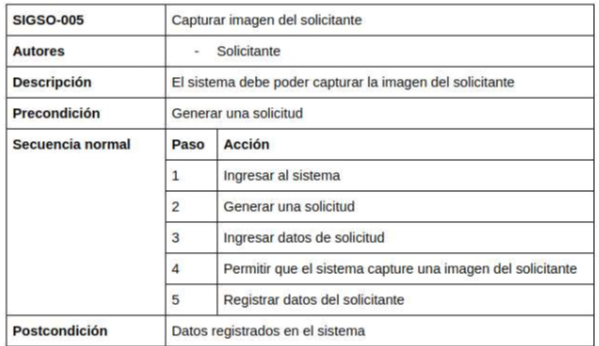 SIGSO-005 Capturar imagen del solicitante
Autores - Solicitante
Descripción El sistema debe poder capturar la imagen del solicitante
Precondición Generar una solicitud
Secuencia normal Paso Acción
1 Ingresar al sistema
2 Generar una solicitud
3 Ingresar datos de solicitud
4 Permitir que el sistema capture una imagen del solicitante
5 Registrar datos del solicitante
Postcondición Datos registrados en el sistema